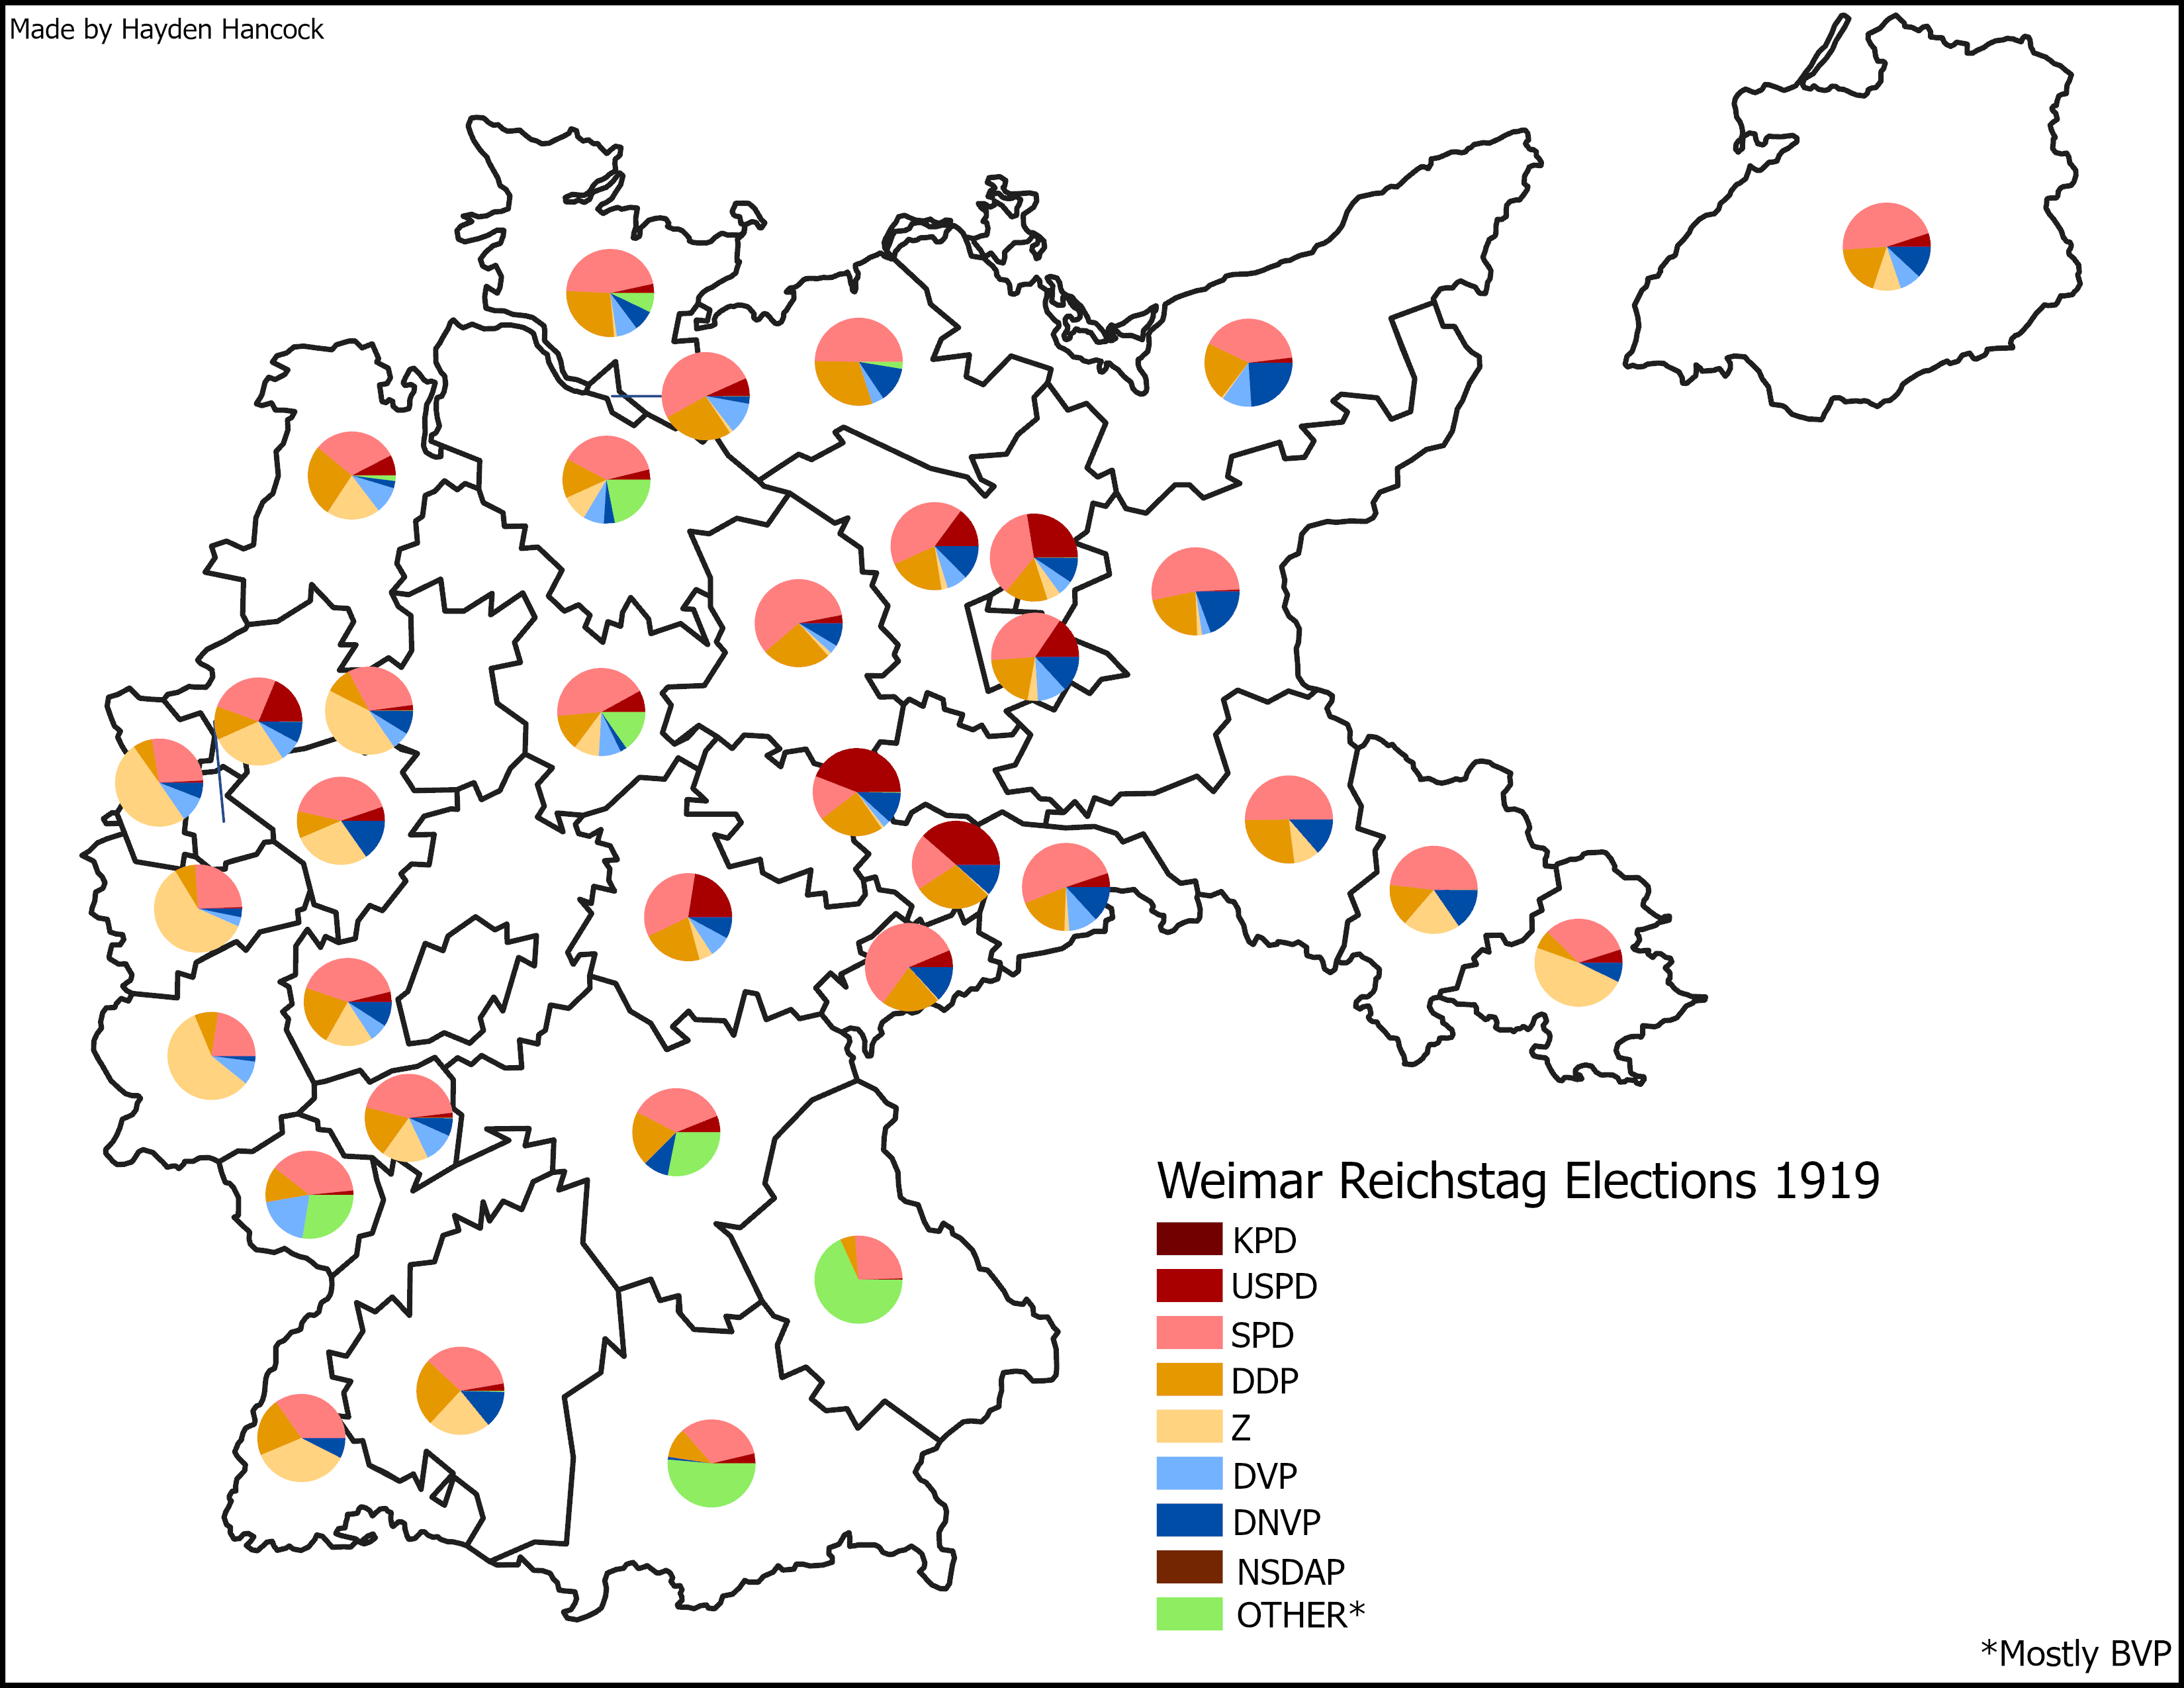 Made by Hayden Hancock
Weimar Reichstag Elections 1919
KPD
USPD
SPD
DDP
Z
DVP
DNVP
NSDAP
OTHER*
*Mostly BVP